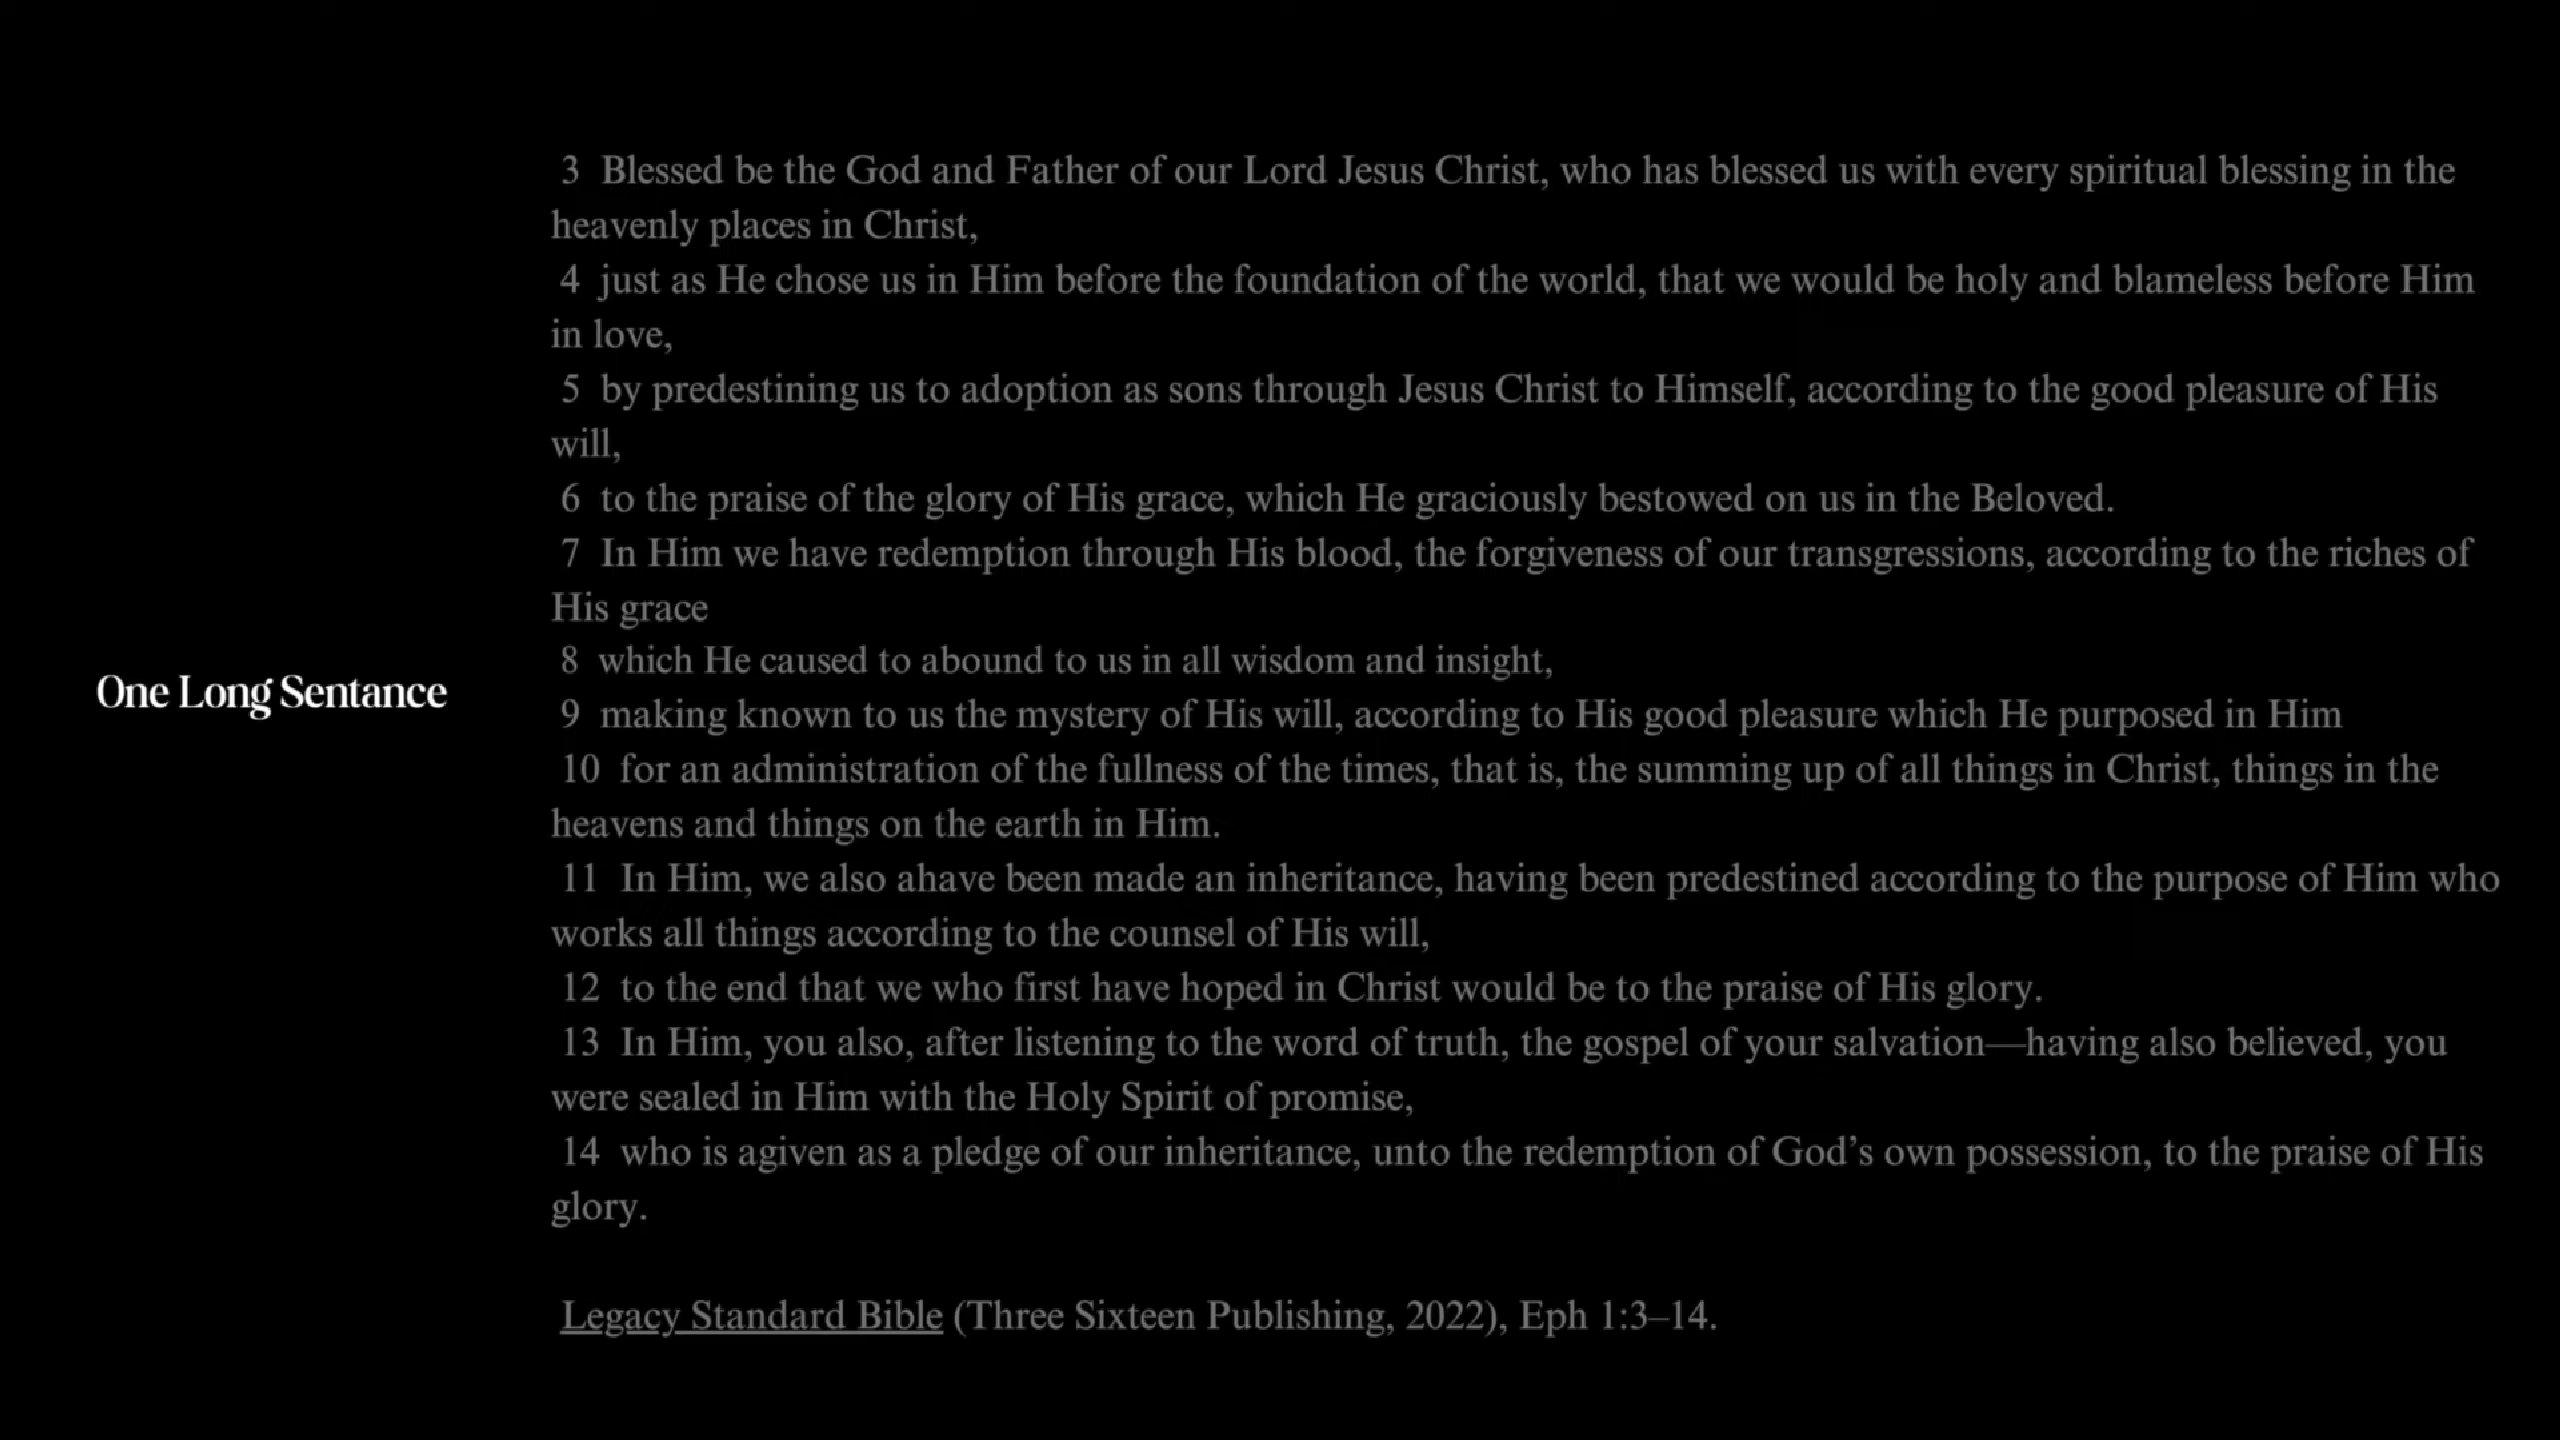 One Long Sentance
3 Blessed be the God and Father of our Lord Jesus Christ, who has blessed us with every spiritual blessing in the
heavenly places in Christ,
4 just as He chose us in Him before the foundation of the world, that we would be holy and blameless before Him
in love,
5 by predestining us to adoption as sons through Jesus Christ to Himself, according to the good pleasure of His
will,
6 to the praise of the glory of His grace, which He graciously bestowed on us in the Beloved.
7 In Him we have redemption through His blood, the forgiveness of our transgressions, according to the riches of
His grace
8 which He caused to abound to us in all wisdom and insight,
9 making known to us the mystery of His will, according to His good pleasure which He purposed in Him
10 for an administration of the fullness of the times, that is, the summing up of all things in Christ, things in the
heavens and things on the earth in Him.
11 In Him, we also ahave been made an inheritance, having been predestined according to the purpose of Him who
works all things according to the counsel of His will,
12 to the end that we who first have hoped in Christ would be to the praise of His glory.
13 In Him, you also, after listening to the word of truth, the gospel of your salvation—having also believed, you
were sealed in Him with the Holy Spirit of promise,
14 who is agiven as a pledge of our inheritance, unto the redemption of God’s own possession, to the praise of His
glory.
Legacy Standard Bible (Three Sixteen Publishing, 2022), Eph 1:3–14.